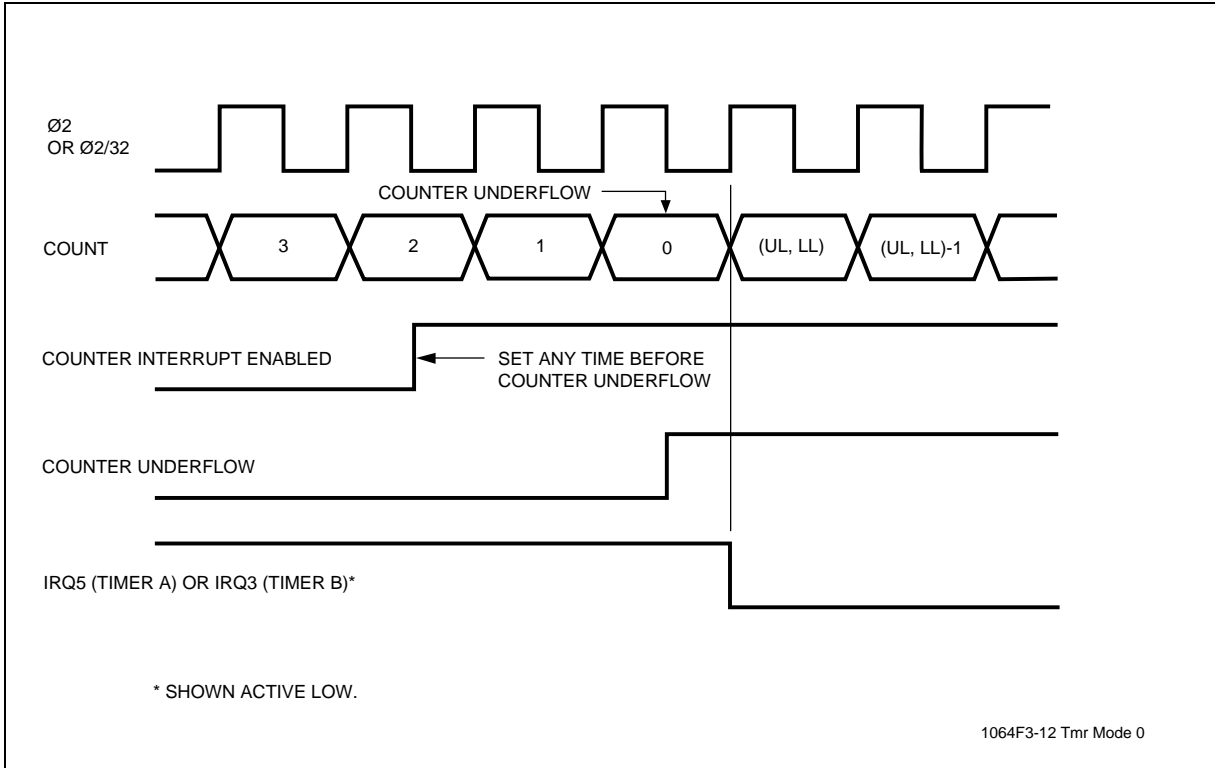 Ø2
OR Ø2/32
COUNTER UNDERFLOW
COUNT
3
2
1
0
(UL, LL)
(UL, LL)-1
COUNTER INTERRUPT ENABLED
SET ANY TIME BEFORE
COUNTER UNDERFLOW
COUNTER UNDERFLOW
IRQ5 (TIMER A) OR IRQ3 (TIMER B)*
* SHOWN ACTIVE LOW.
1064F3-12 Tmr Mode 0